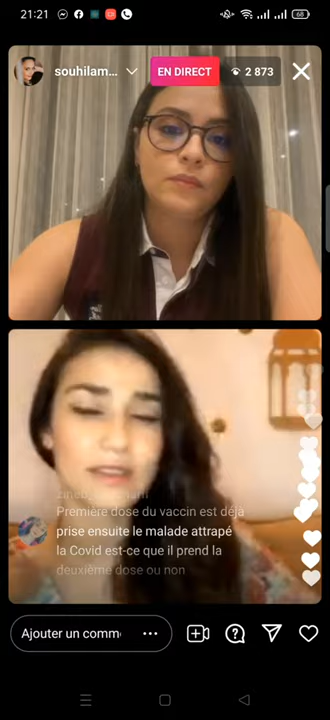 21:21
68
souhilam...
EN DIRECT
2 873
Première dose du vaccin est déjà
prise ensuite le malade attrapé
la Covid est-ce que il prend la
deuxième dose ou non
Ajouter un comm